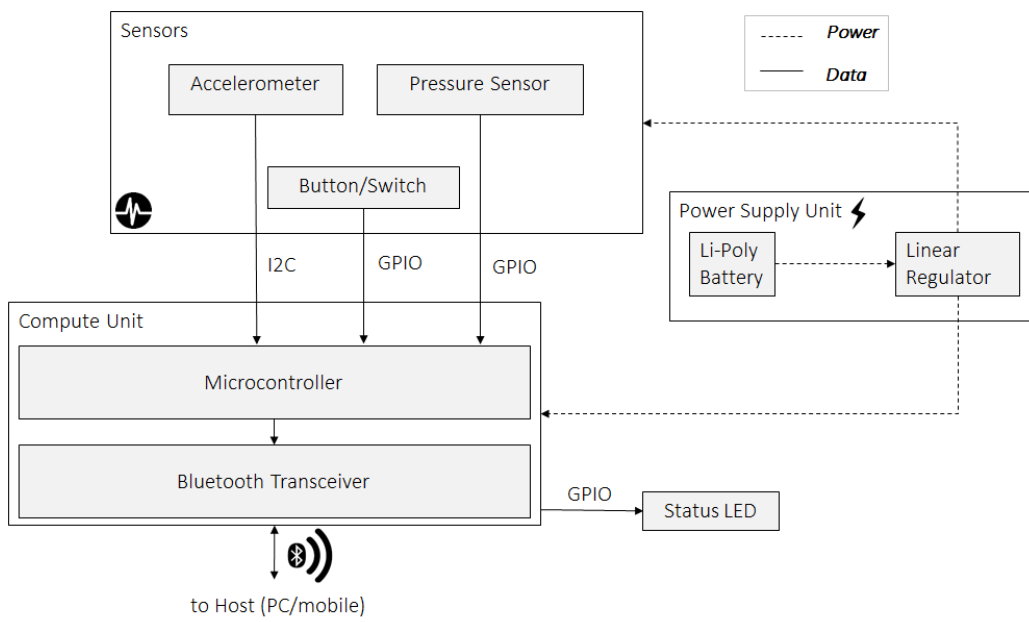 Sensors
Power
Data
Accelerometer
Pressure Sensor
Button/Switch
Power Supply Unit
Li-Poly
Battery
Linear
Regulator
I2C
GPIO
GPIO
Compute Unit
Microcontroller
Bluetooth Transceiver
GPIO
Status LED
to Host (PC/mobile)